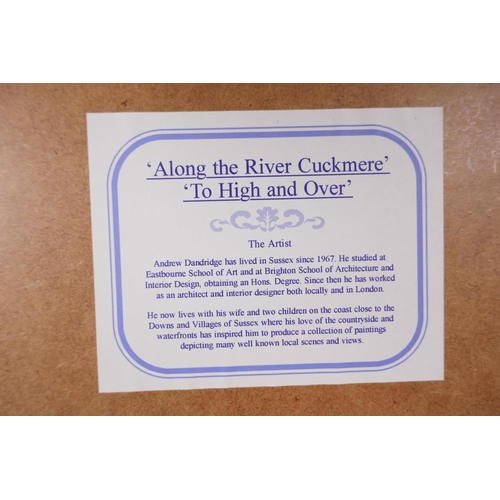 ‘Along the River Cuckmere’
‘To High and Over’
The Artist
Andrew Dandridge has lived in Sussex since 1967. He studied at
Eastbourne School of Art and at Brighton School of Architecture and
Interior Design, obtaining an Hons. Degree. Since then he has worked
as an architect and interior designer both locally and in London.
He now lives with his wife and two children on the coast close to the
Downs and Villages of Sussex where his love of the countryside and
waterfronts has inspired him to produce a collection of paintings
depicting many well known local scenes and views.